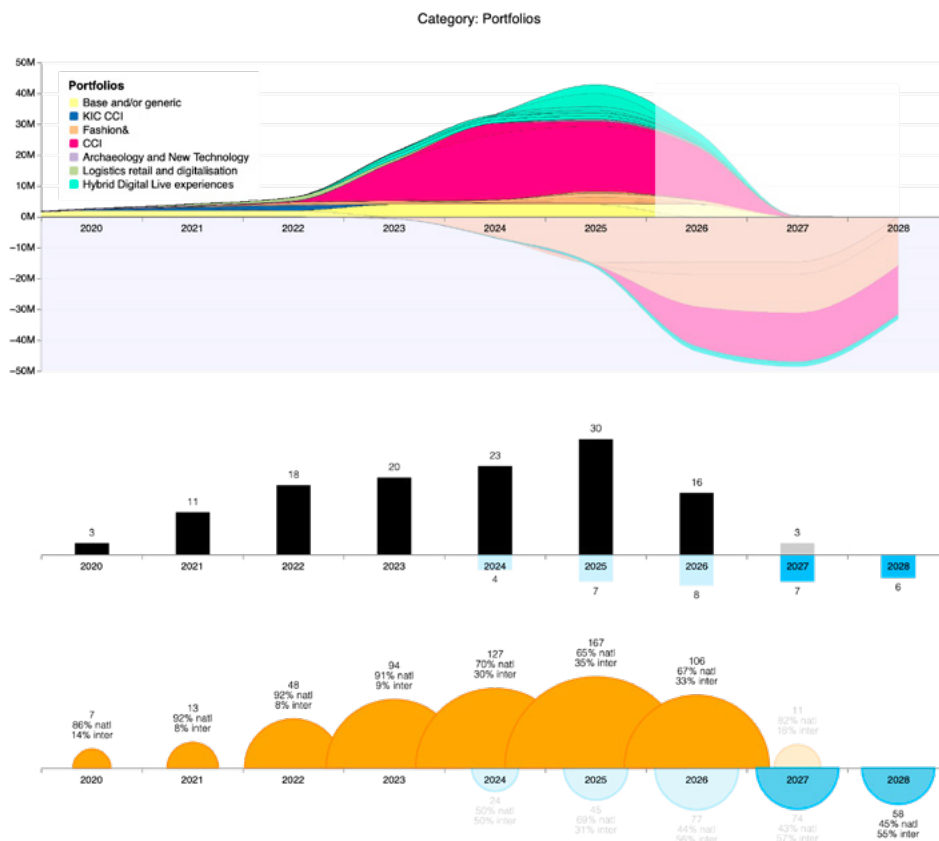 Category: Portfolios
50M
40M
30M
20M
10M
0M
−10M
−20M
−30M
−40M
−50M
Portfolios
Base and/or generic
KIC CCI
Fashion&
CCI
Archaeology and New Technology
Logistics retail and digitalisation
Hybrid Digital Live experiences
2020 2021 2022 2023 2024 2025 2026 2027 2028
3 11 18 20 23 30 16 3
2020 2021 2022 2023 2024 2025 2026 2027 2028
4 7 8 7 6
7
86% natl
14% inter
13
92% natl
8% inter
48
92% natl
8% inter
94
91% natl
9% inter
127
70% natl
30% inter
167
65% natl
35% inter
106
67% natl
33% inter
11
82% natl
18% inter
2020 2021 2022 2023 2024 2025 2026 2027 2028
24
50% natl
50% inter
45
69% natl
31% inter
77
44% natl
56% inter
74
43% natl
57% inter
58
45% natl
55% inter